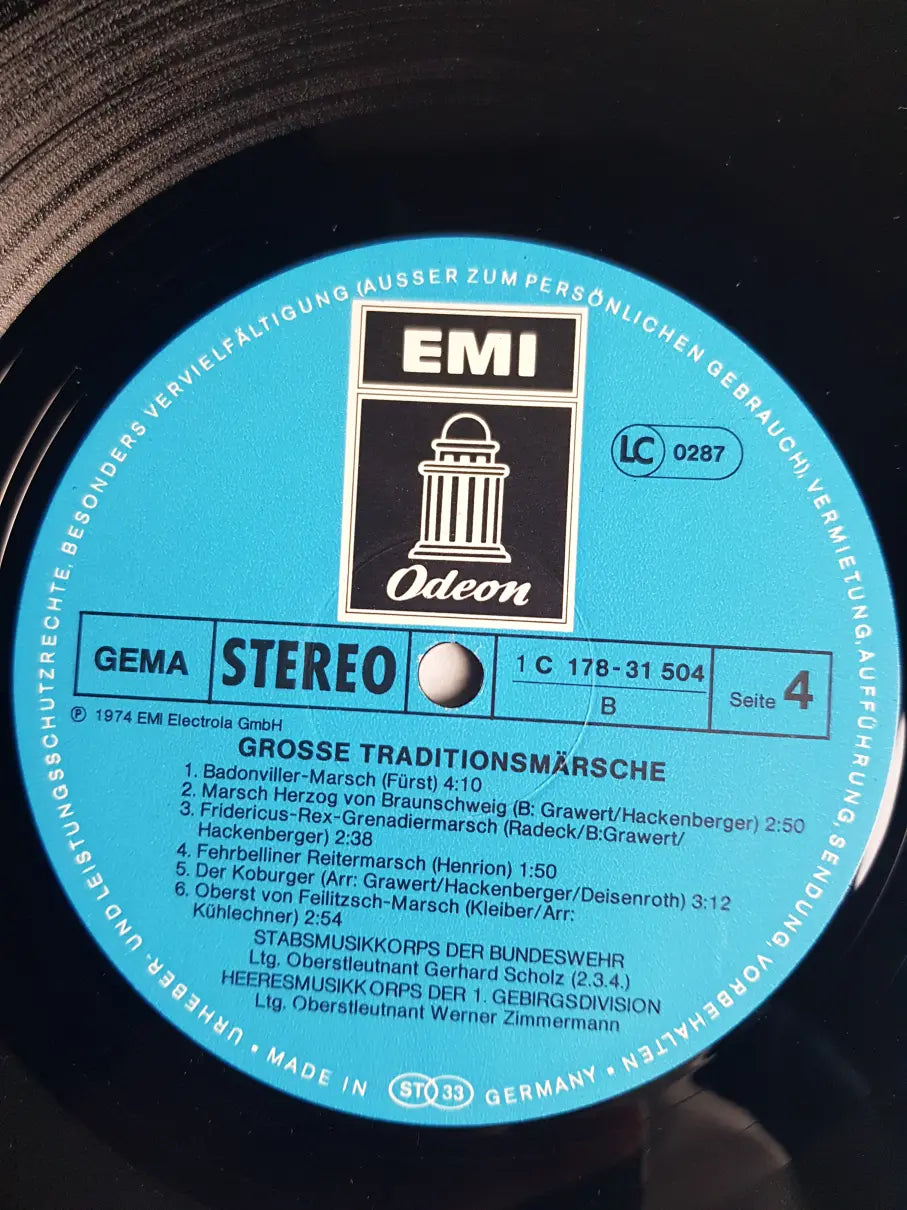 EMI
Odeon
LC 0287
GEMA
STEREO
1 C 178-31 504
B
Seite 4
℗ 1974 EMI Electrola GmbH
GROSSE TRADITIONSMÄRSCHE
1. Badonviller-Marsch (Fürst) 4:10
2. Marsch Herzog von Braunschweig (B: Grawert/Hackenberger) 2:50
3. Fridericus-Rex-Grenadiermarsch (Radeck/B:Grawert/
Hackenberger) 2:38
4. Fehrbelliner Reitermarsch (Henrion) 1:50
5. Der Koburger (Arr: Grawert/Hackenberger/Deisenroth) 3:12
6. Oberst von Feilitzsch-Marsch (Kleiber/Arr:
Kühlechner) 2:54
STABSMUSIKKORPS DER BUNDESWEHR
Ltg. Oberstleutnant Gerhard Scholz (2.3.4.)
HEERESMUSIKKORPS DER 1. GEBIRGSDIVISION
Ltg. Oberstleutnant Werner Zimmermann
URHEBER- UND LEISTUNGSSCHUTZRECHTE, BESONDERS VERVIELFÄLTIGUNG (AUSSER ZUM PERSÖNLICHEN GEBRAUCH), VERMIETUNG, AUFFÜHRUNG, SENDUNG, VORBEHALTEN •
• MADE IN ST 33 GERMANY •